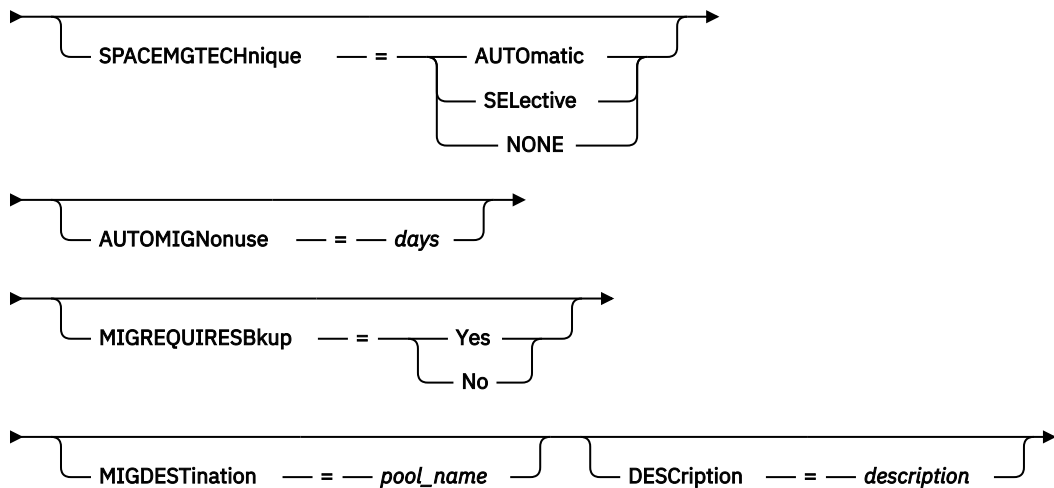 SPACEMGTECHnique = AUTOmatic
SELective
NONE
AUTOMIGNonuse = days
MIGREQUIRESBkup = Yes
No
MIGDESTination = pool_name DESCription = description